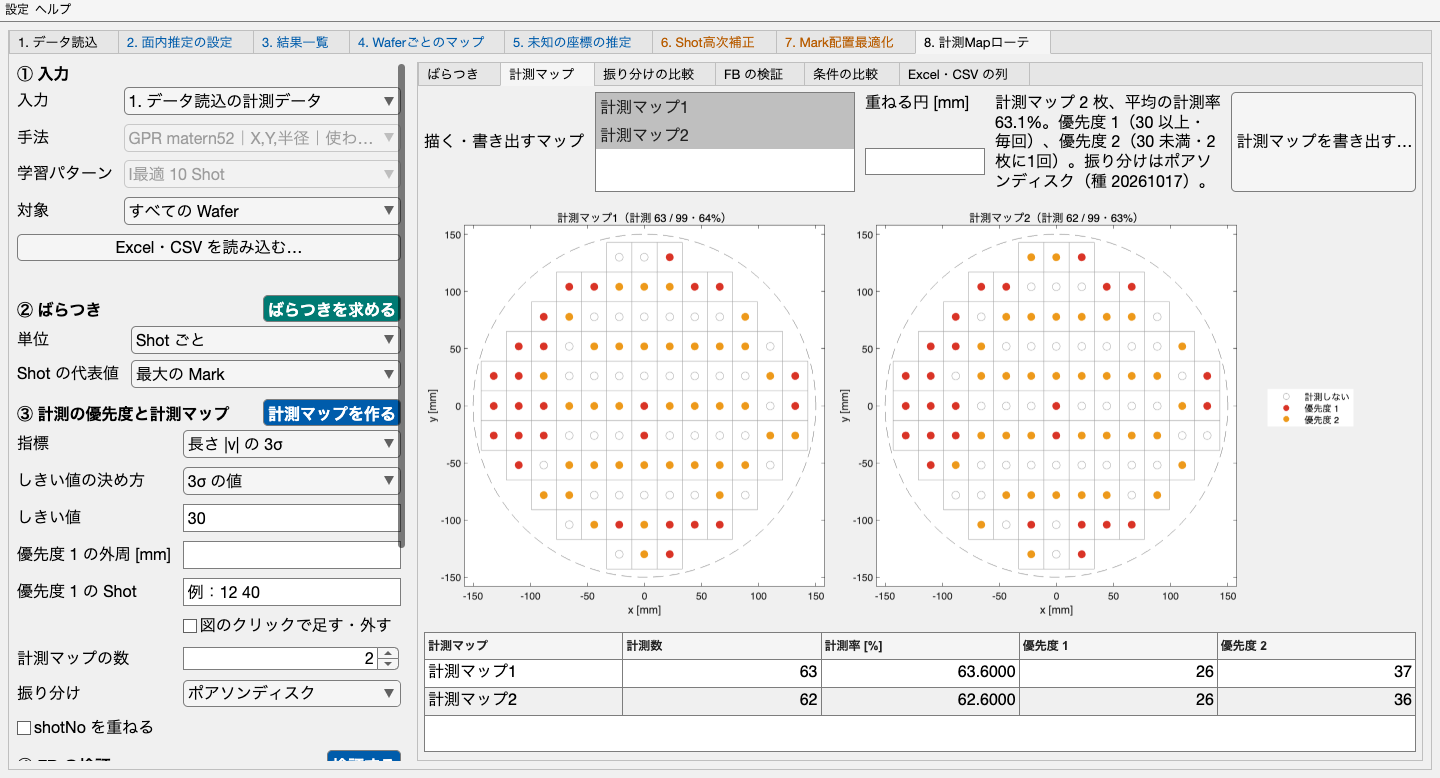 設定 ヘルプ
1. データ読込
2. 面内推定の設定
3. 結果一覧
4. Waferごとのマップ
5. 未知の座標の推定
6. Shot高次補正
7. Mark配置最適化
8. 計測Mapローテ
① 入力
入力
1. データ読込の計測データ
手法
GPR matern52｜X,Y,半径｜使わ…
学習パターン
I最適 10 Shot
対象
すべての Wafer
Excel・CSV を読み込む…
② ばらつき
ばらつきを求める
単位
Shot ごと
Shot の代表値
最大の Mark
③ 計測の優先度と計測マップ
計測マップを作る
指標
長さ |v| の 3σ
しきい値の決め方
3σ の値
しきい値
30
優先度 1 の外周 [mm]
優先度 1 の Shot
例：12 40
図のクリックで足す・外す
計測マップの数
2
振り分け
ポアソンディスク
shotNo を重ねる
ばらつき
計測マップ
振り分けの比較
FB の検証
条件の比較
Excel・CSV の列
描く・書き出すマップ
計測マップ1
計測マップ2
重ねる円 [mm]
計測マップ 2 枚、平均の計測率
63.1%。優先度 1（30 以上・
毎回）、優先度 2（30 未満・2
枚に1回）。振り分けはポアソ
ンディスク（種 20261017）。
計測マップを書き出す…
計測マップ1（計測 63 / 99・64%）
150
100
50
0
-50
-100
-150
y [mm]
-150 -100 -50 0 50 100 150
x [mm]
計測マップ2（計測 62 / 99・63%）
150
100
50
0
-50
-100
-150
y [mm]
-150 -100 -50 0 50 100 150
x [mm]
計測しない
優先度 1
優先度 2
計測マップ 計測数 計測率 [%] 優先度 1 優先度 2
計測マップ1 63 63.6000 26 37
計測マップ2 62 62.6000 26 36